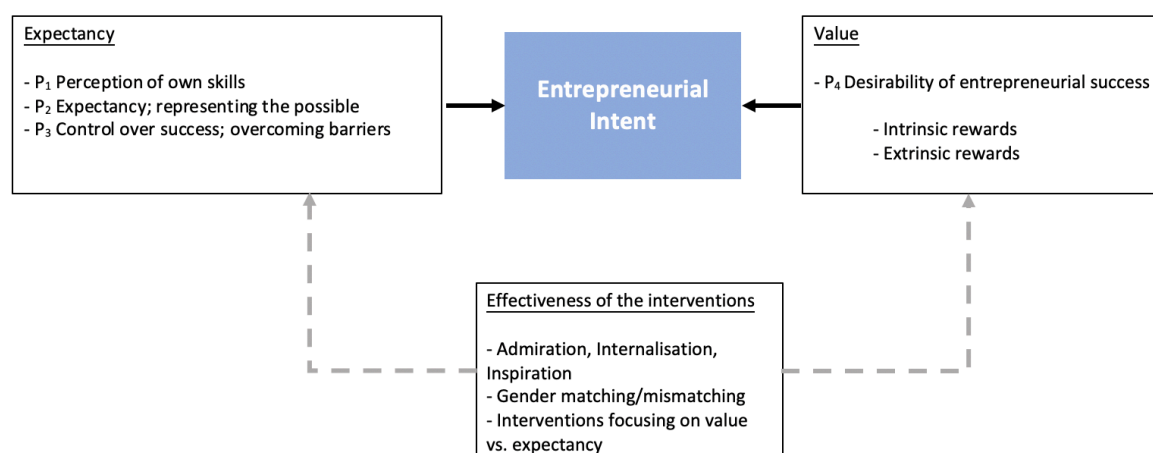 Expectancy
- P₁ Perception of own skills
- P₂ Expectancy; representing the possible
- P₃ Control over success; overcoming barriers
Entrepreneurial
Intent
Value
- P₄ Desirability of entrepreneurial success
- Intrinsic rewards
- Extrinsic rewards
Effectiveness of the interventions
- Admiration, Internalisation,
Inspiration
- Gender matching/mismatching
- Interventions focusing on value
vs. expectancy